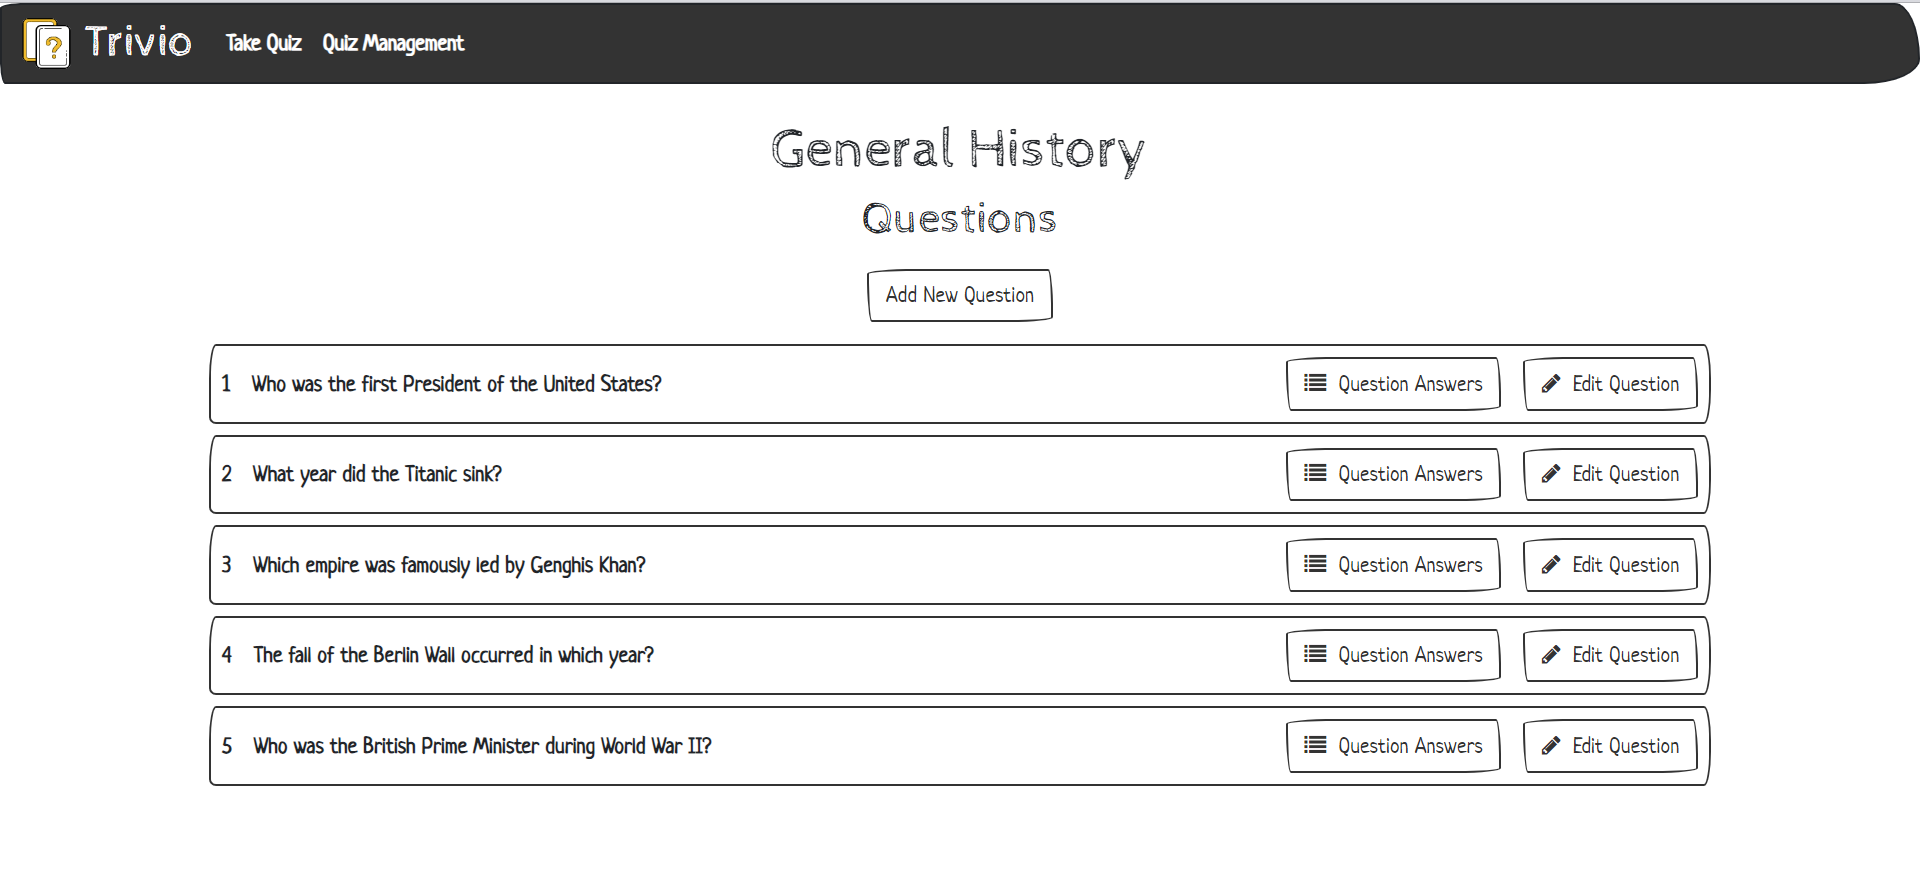 Trivio Take Quiz Quiz Management
General History
Questions
Add New Question
1 Who was the first President of the United States? Question Answers Edit Question
2 What year did the Titanic sink? Question Answers Edit Question
3 Which empire was famously led by Genghis Khan? Question Answers Edit Question
4 The fall of the Berlin Wall occurred in which year? Question Answers Edit Question
5 Who was the British Prime Minister during World War II? Question Answers Edit Question